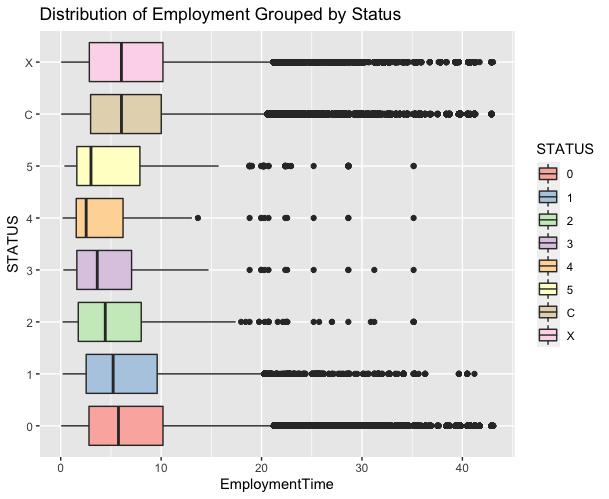 Distribution of Employment Grouped by Status
STATUS
X
C
5
4
3
2
1
0
0 10 20 30 40
EmploymentTime
STATUS
0
1
2
3
4
5
C
X